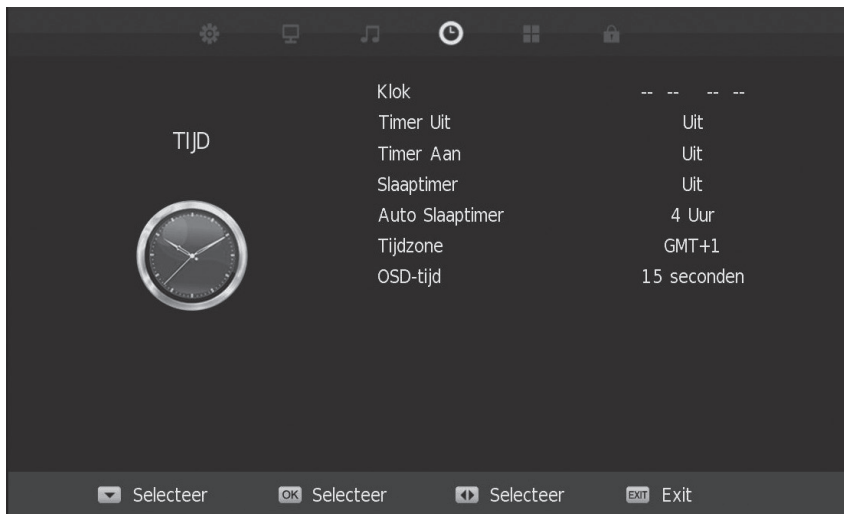 TIJD
Klok -- -- -- --
Timer Uit Uit
Timer Aan Uit
Slaaptimer Uit
Auto Slaaptimer 4 Uur
Tijdzone GMT+1
OSD-tijd 15 seconden
Selecteer OK Selecteer Selecteer EXIT Exit